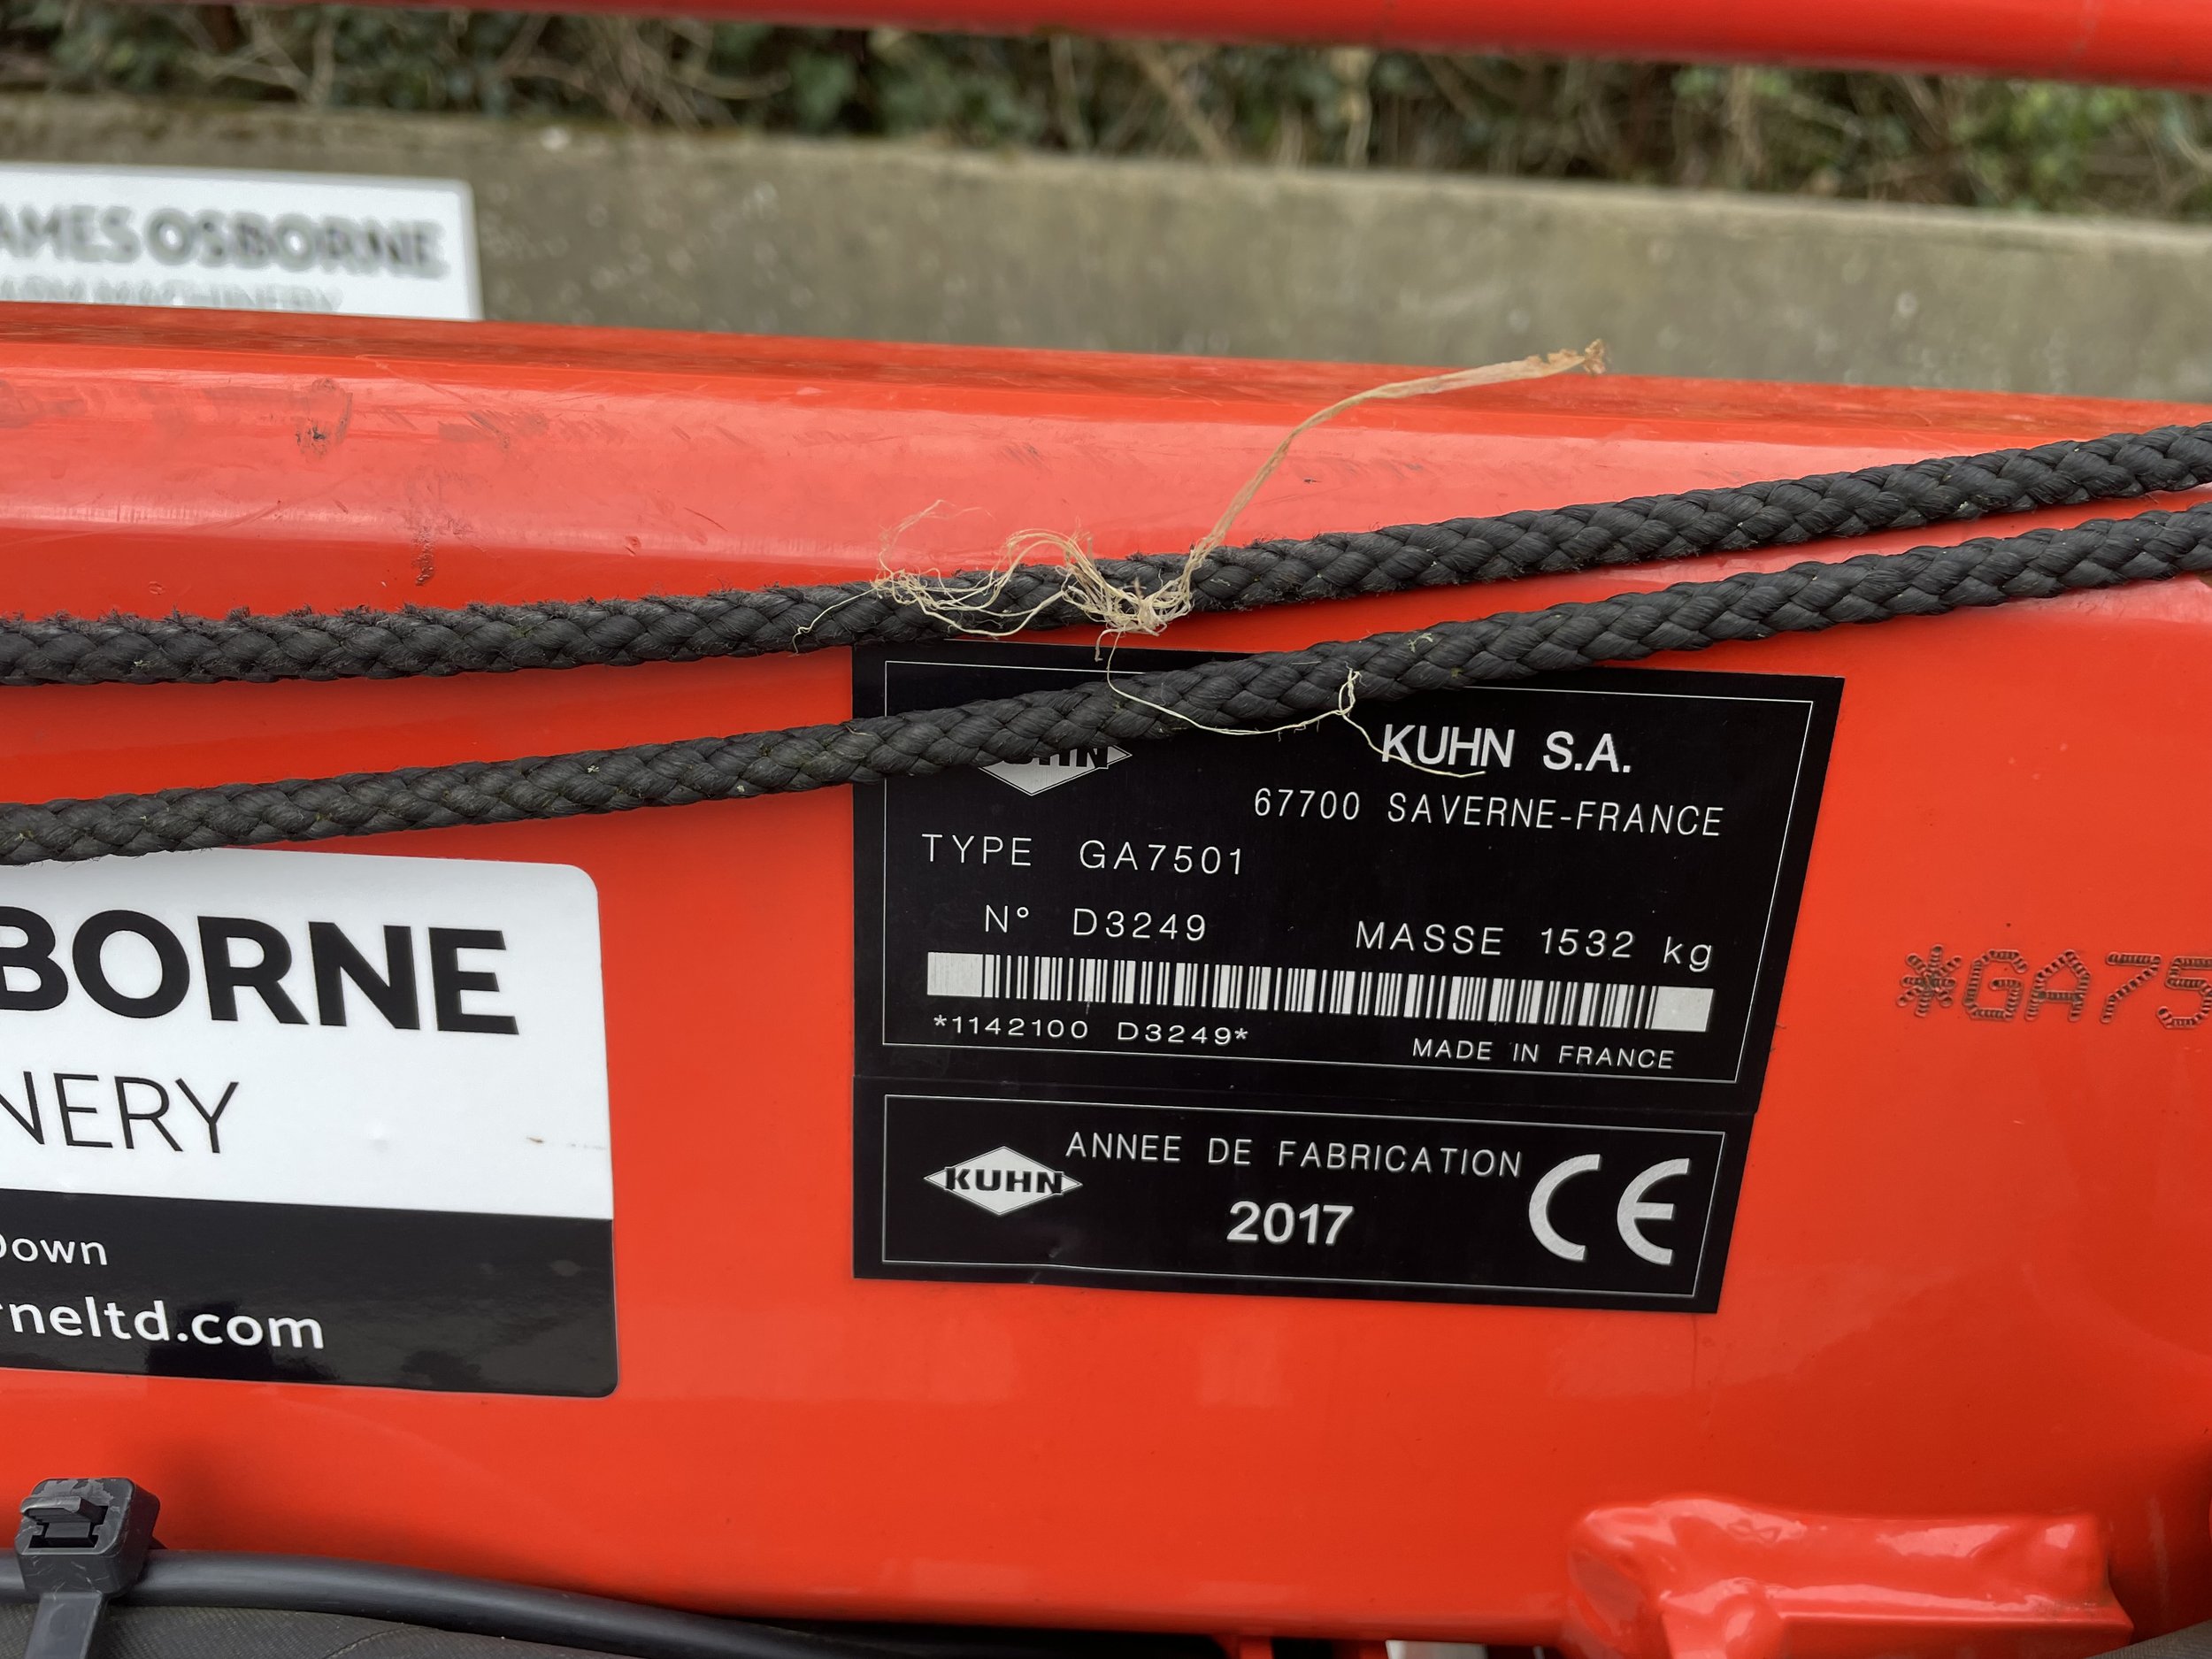 AMES OSBORNE
KUHN S.A.
67700 SAVERNE-FRANCE
TYPE GA7501
N° D3249 MASSE 1532 kg
*1142100 D3249*
MADE IN FRANCE
KUHN
ANNEE DE FABRICATION
2017
CE
BORNE
NERY
Down
rneltd.com
*GA75